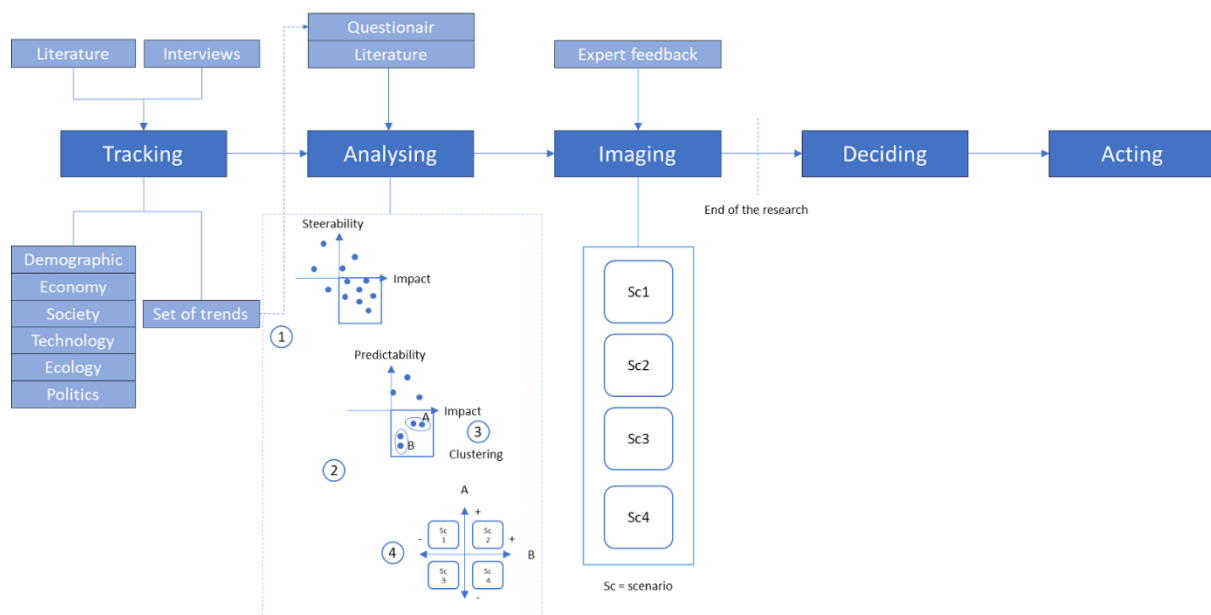 Questionair
Literature
Interviews
Literature
Expert feedback
Tracking
Analysing
Imaging
Deciding
Acting
End of the research
Demographic
Economy
Society
Technology
Ecology
Politics
Set of trends
Steerability
Impact
1
Predictability
Impact
A
B
3
Clustering
2
A
+
Sc
1
Sc
2
-
+
4
B
Sc
3
Sc
4
-
Sc1
Sc2
Sc3
Sc4
Sc = scenario